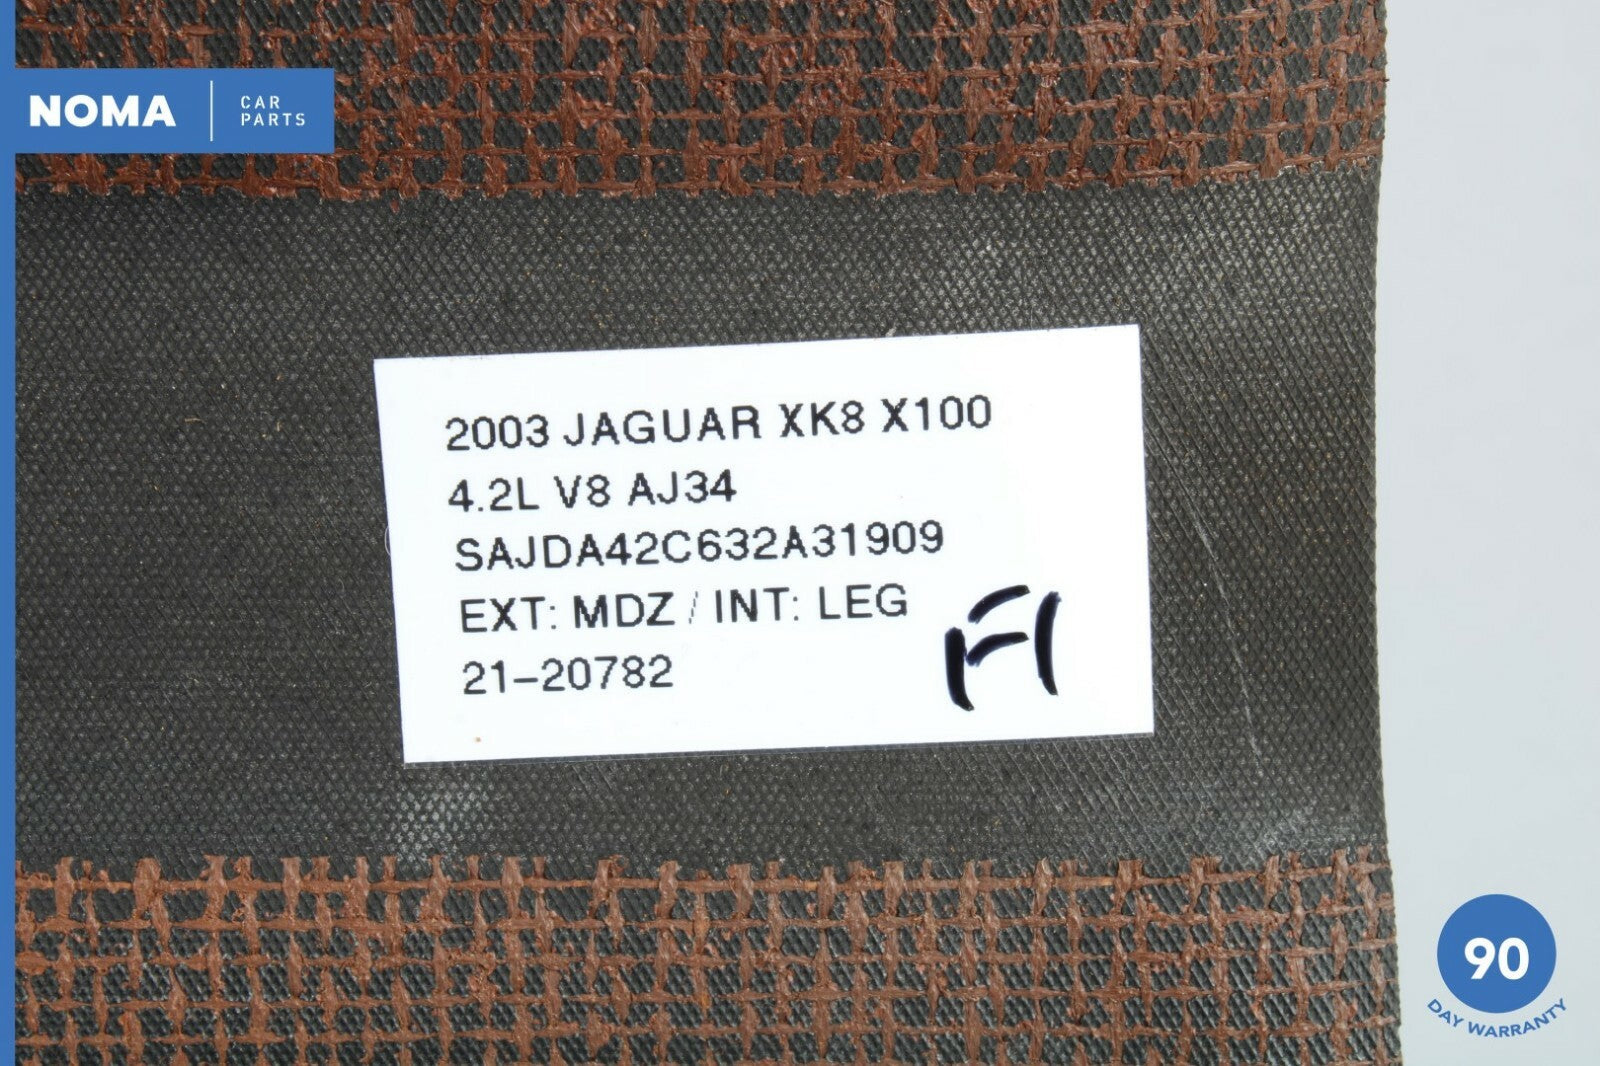 NOMA
CAR
PARTS
2003 JAGUAR XK8 X100
4.2L V8 AJ34
SAJDA42C632A31909
EXT: MDZ / INT: LEG
21-20782
F1
90
DAY WARRANTY